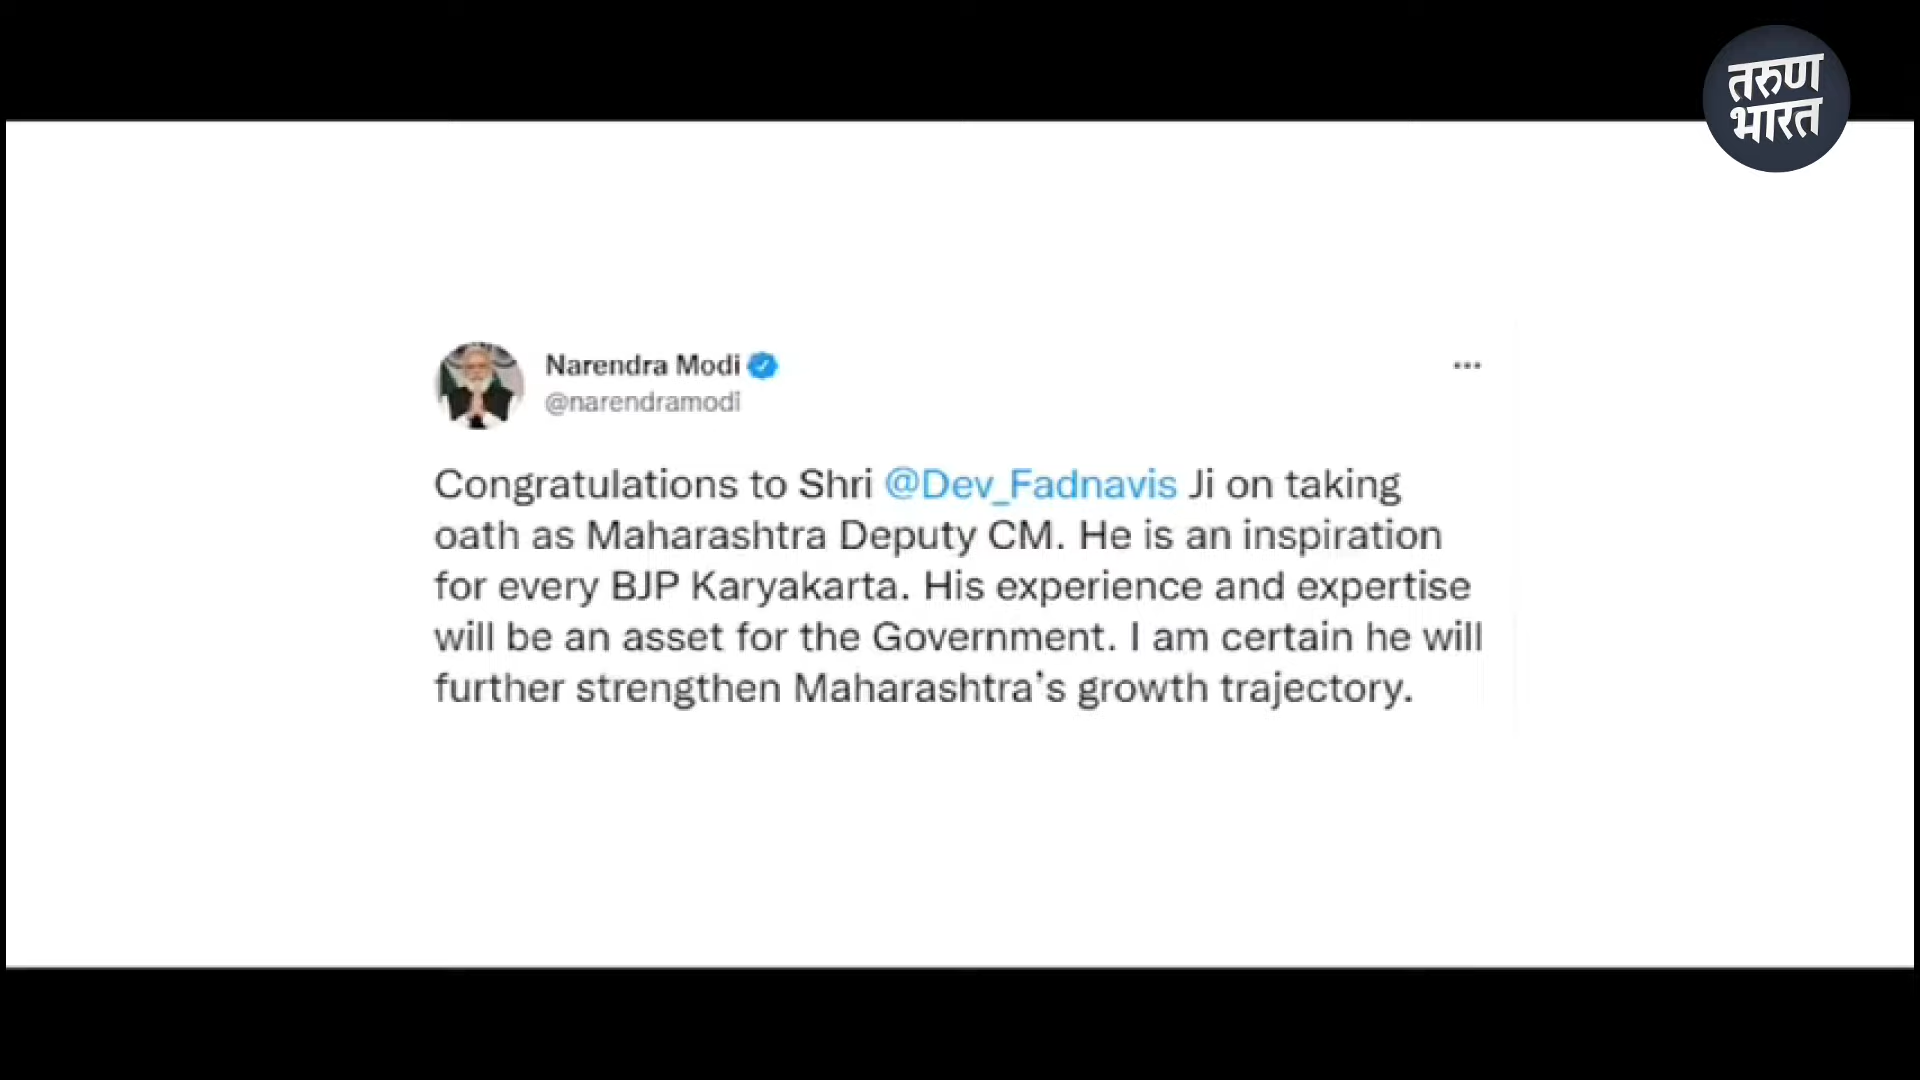 तरुण
भारत
Narendra Modi
@narendramodi
Congratulations to Shri @Dev_Fadnavis Ji on taking
oath as Maharashtra Deputy CM. He is an inspiration
for every BJP Karyakarta. His experience and expertise
will be an asset for the Government. I am certain he will
further strengthen Maharashtra’s growth trajectory.